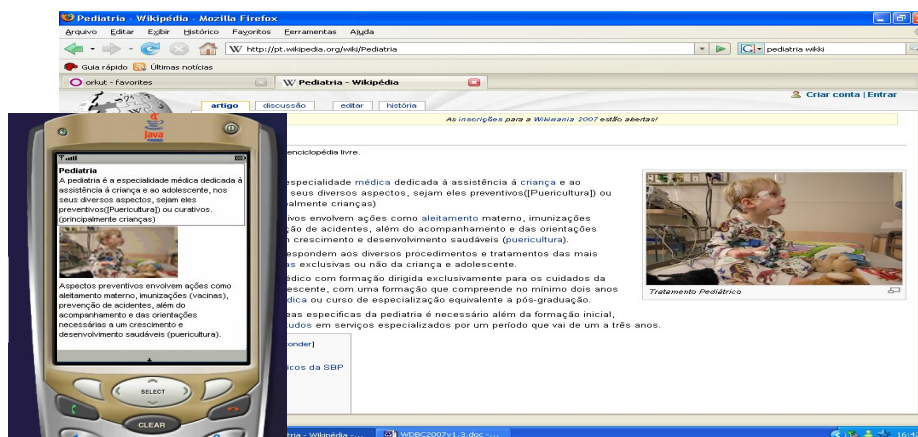 Pediatria - Wikipédia - Mozilla Firefox
Arquivo Editar Exibir Histórico Favoritos Ferramentas Ajuda
http://pt.wikipedia.org/wiki/Pediatria
pediatria wikki
Guia rápido Últimas notícias
orkut - favorites
Pediatria - Wikipédia
Criar conta | Entrar
artigo discussão editar história
As inscrições para a Wikimania 2007 estão abertas!
enciclopédia livre.
especialidade médica dedicada à assistência à criança e ao
seus diversos aspectos, sejam eles preventivos([Puericultura]) ou
palmente crianças)
ivos envolvem ações como aleitamento materno, imunizações
ção de acidentes, além do acompanhamento e das orientações
crescimento e desenvolvimento saudáveis (puericultura).
espondem aos diversos procedimentos e tratamentos das mais
as exclusivas ou não da criança e adolescente.
édico com formação dirigida exclusivamente para os cuidados da
escente, com uma formação que compreende no mínimo dois anos
dica ou curso de especialização equivalente a pós-graduação.
eas especificas da pediatria é necessário além da formação inicial,
tudos em serviços especializados por um período que vai de um a três anos.
onder]
icos da SBP
Tratamento Pediátrico
Java
Pediatria
A pediatria é a especialidade médica dedicada à
assistência à criança e ao adolescente, nos
seus diversos aspectos, sejam eles
preventivos([Puericultura]) ou curativos.
(principalmente crianças)
Aspectos preventivos envolvem ações como
aleitamento materno, imunizações (vacinas),
prevenção de acidentes, além do
acompanhamento e das orientações
necessárias a um crescimento e
desenvolvimento saudáveis (puericultura).
SELECT
CLEAR
tria - Wikipédia -...
WDBC2007v1.3.doc -...